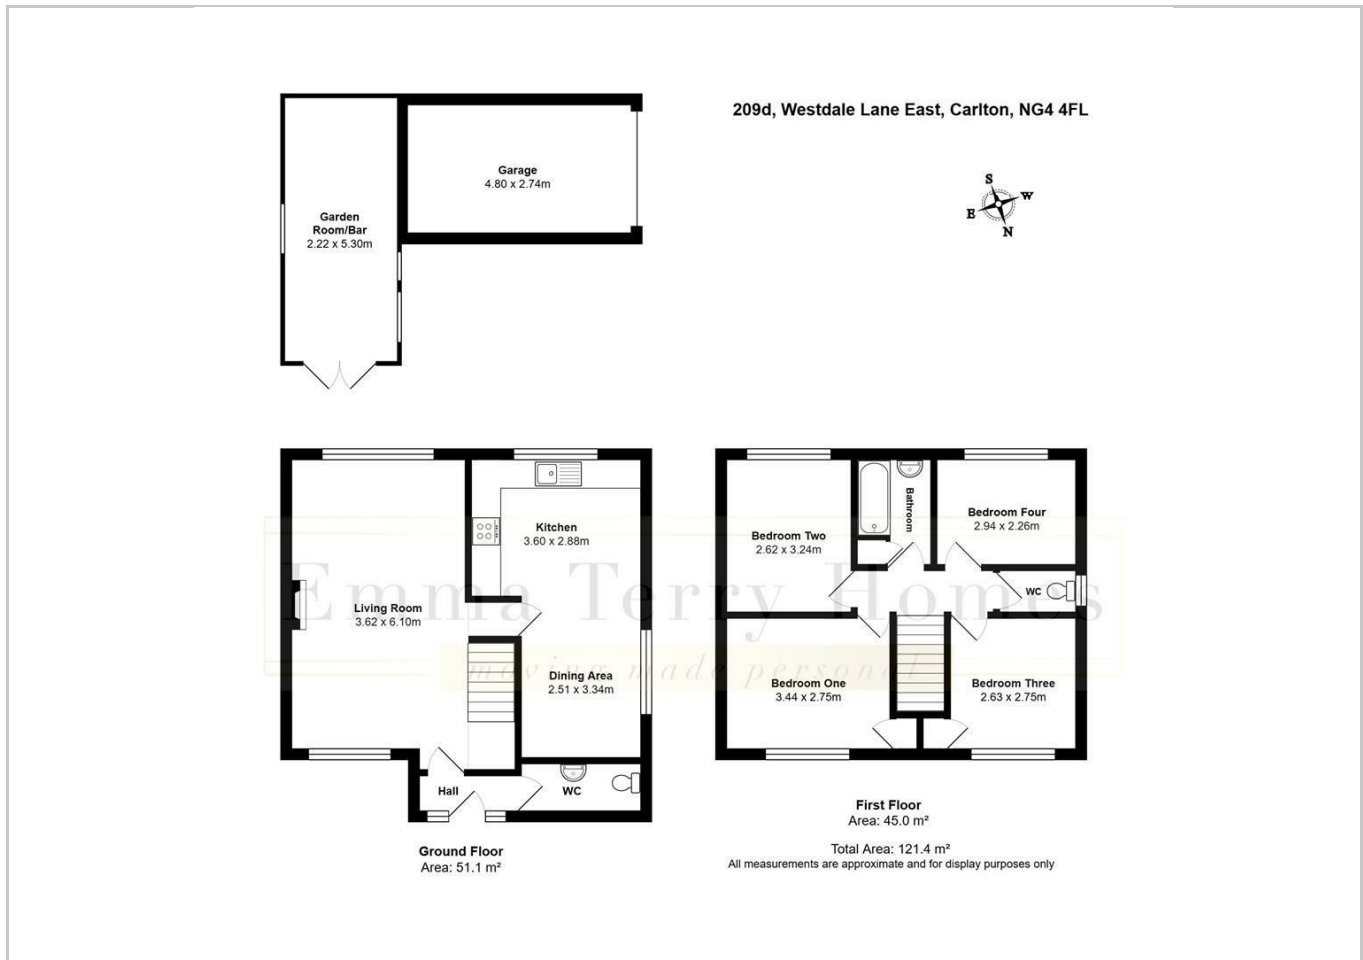 209d, Westdale Lane East, Carlton, NG4 4FL
S
W
E
N
Garage
4.80 x 2.74m
Garden
Room/Bar
2.22 x 5.30m
Kitchen
3.60 x 2.88m
Living Room
3.62 x 6.10m
Dining Area
2.51 x 3.34m
Hall
WC
Ground Floor
Area: 51.1 m²
Bathroom
Bedroom Four
2.94 x 2.26m
Bedroom Two
2.62 x 3.24m
WC
Bedroom One
3.44 x 2.75m
Bedroom Three
2.63 x 2.75m
First Floor
Area: 45.0 m²
Total Area: 121.4 m²
All measurements are approximate and for display purposes only
Emma Terry Homes
moving made personal